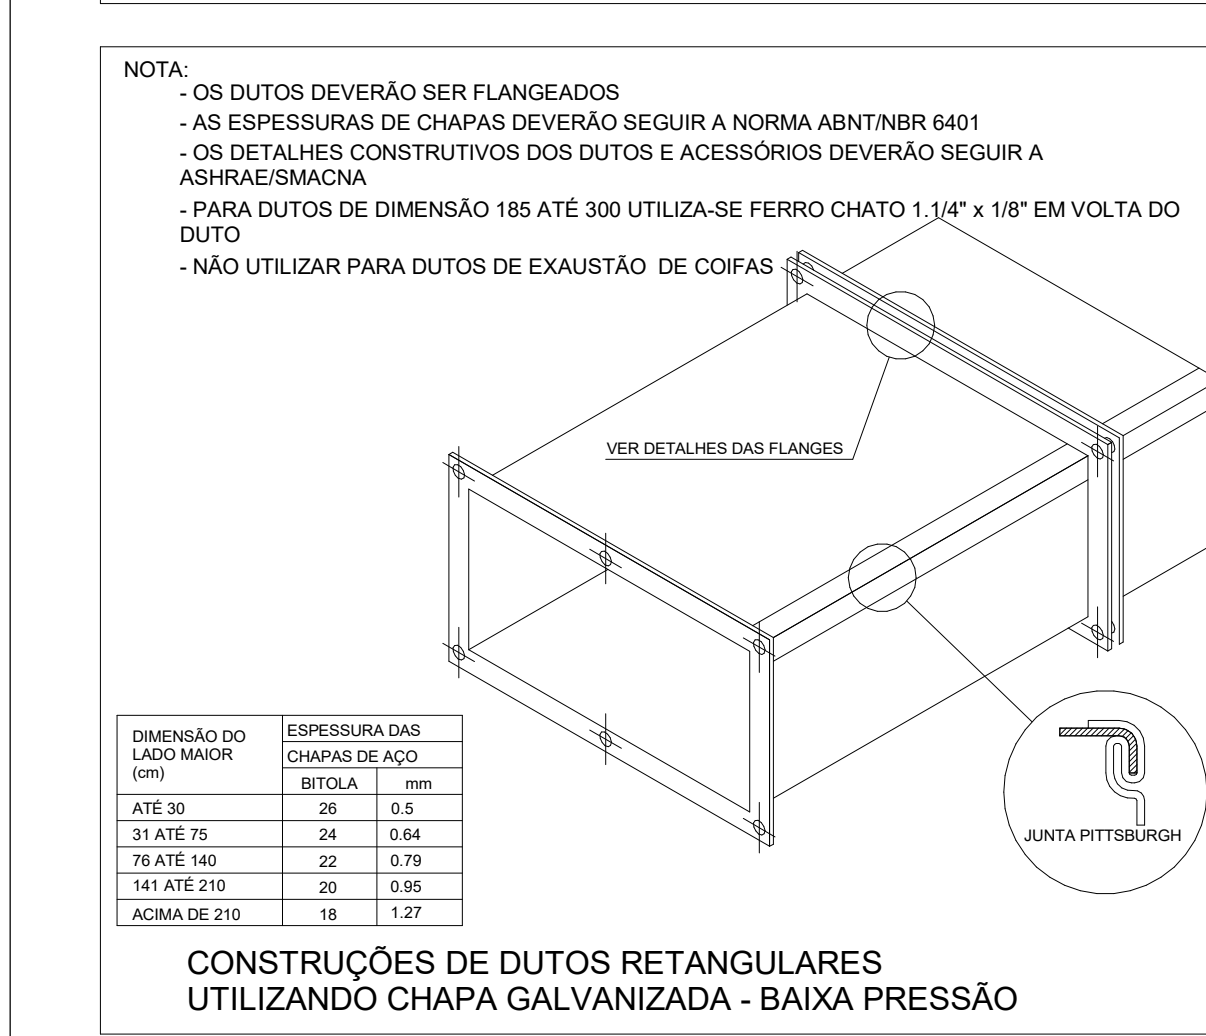 NOTA:
- OS DUTOS DEVERÃO SER FLANGEADOS
- AS ESPESSURAS DE CHAPAS DEVERÃO SEGUIR A NORMA ABNT/NBR 6401
- OS DETALHES CONSTRUTIVOS DOS DUTOS E ACESSÓRIOS DEVERÃO SEGUIR A
ASHRAE/SMACNA
- PARA DUTOS DE DIMENSÃO 185 ATÉ 300 UTILIZA-SE FERRO CHATO 1.1/4" x 1/8" EM VOLTA DO
DUTO
- NÃO UTILIZAR PARA DUTOS DE EXAUSTÃO DE COIFAS
VER DETALHES DAS FLANGES
DIMENSÃO DO
LADO MAIOR
(cm)
ESPESSURA DAS
CHAPAS DE AÇO
BITOLA mm
ATÉ 30 26 0.5
31 ATÉ 75 24 0.64
76 ATÉ 140 22 0.79
141 ATÉ 210 20 0.95
ACIMA DE 210 18 1.27
JUNTA PITTSBURGH
CONSTRUÇÕES DE DUTOS RETANGULARES
UTILIZANDO CHAPA GALVANIZADA - BAIXA PRESSÃO